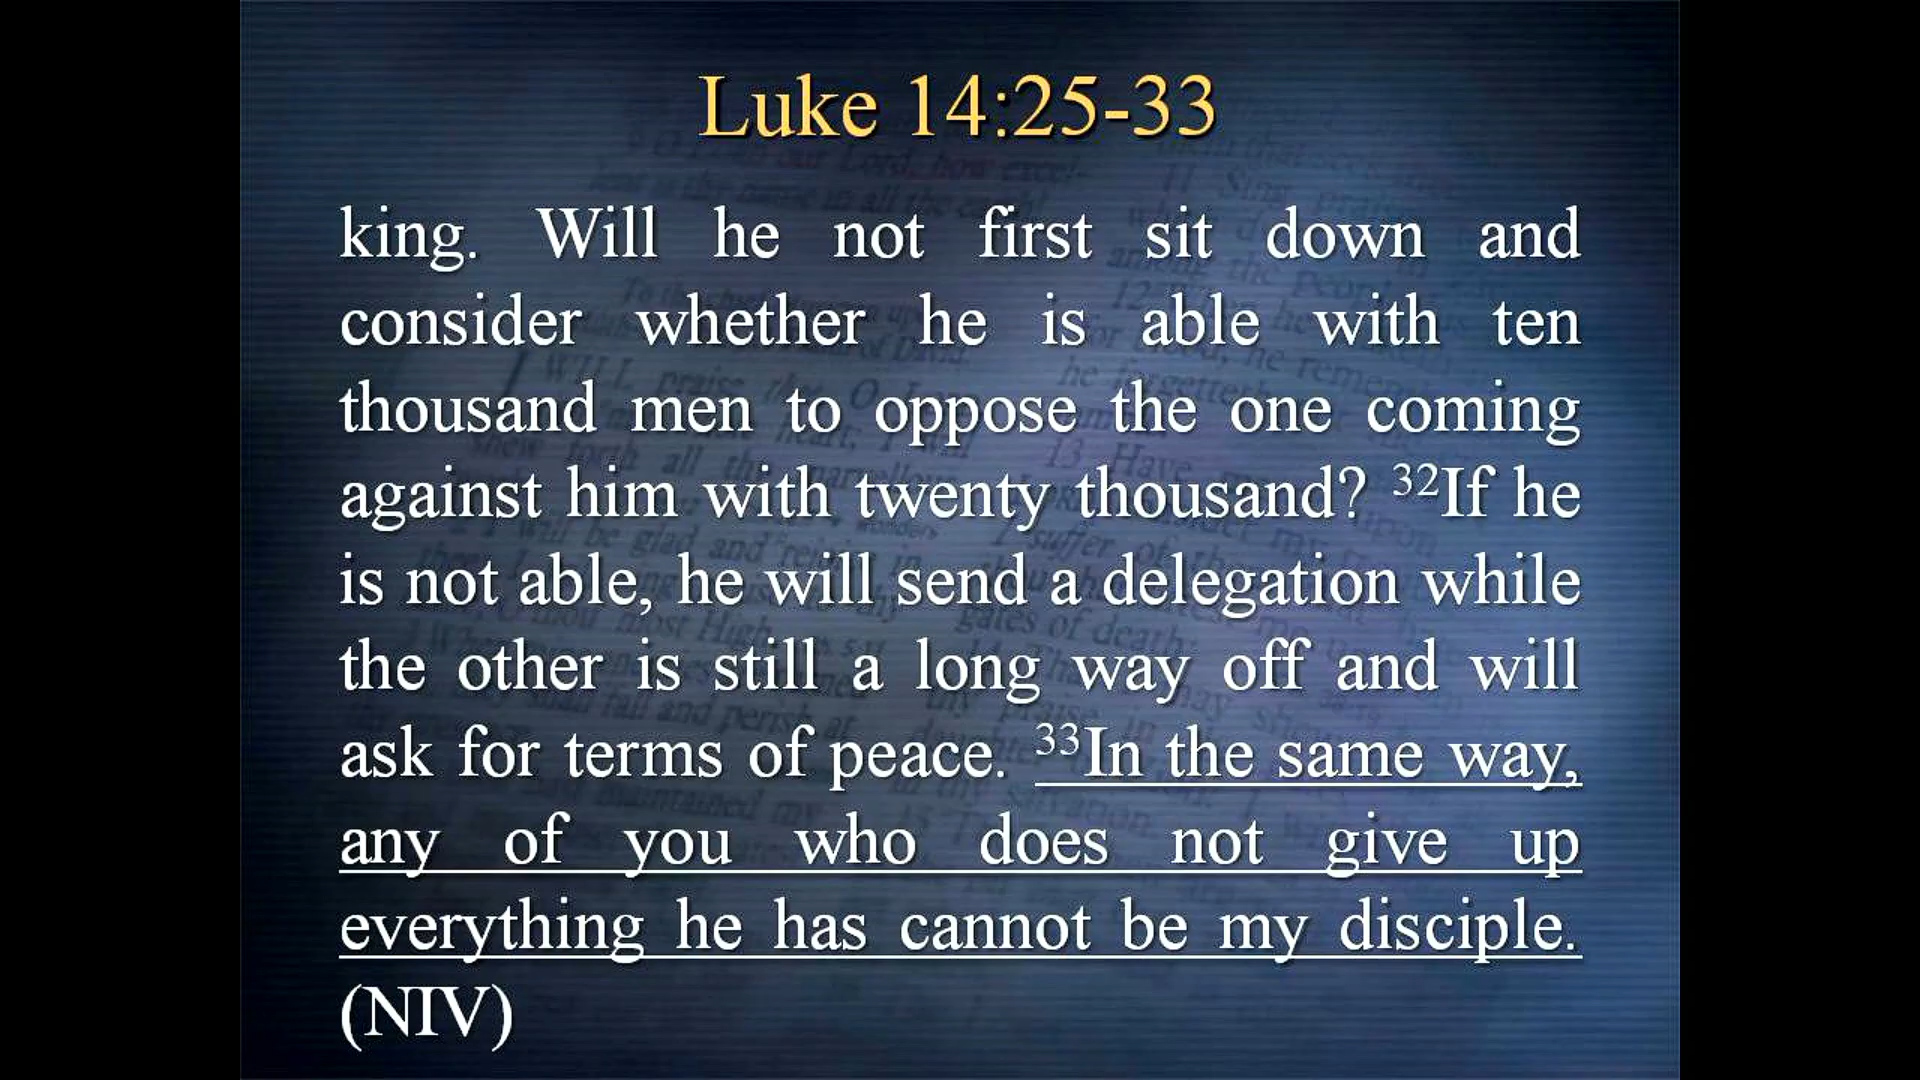 Luke 14:25-33
king. Will he not first sit down and
consider whether he is able with ten
thousand men to oppose the one coming
against him with twenty thousand? 32If he
is not able, he will send a delegation while
the other is still a long way off and will
ask for terms of peace. 33In the same way,
any of you who does not give up
everything he has cannot be my disciple.
(NIV)